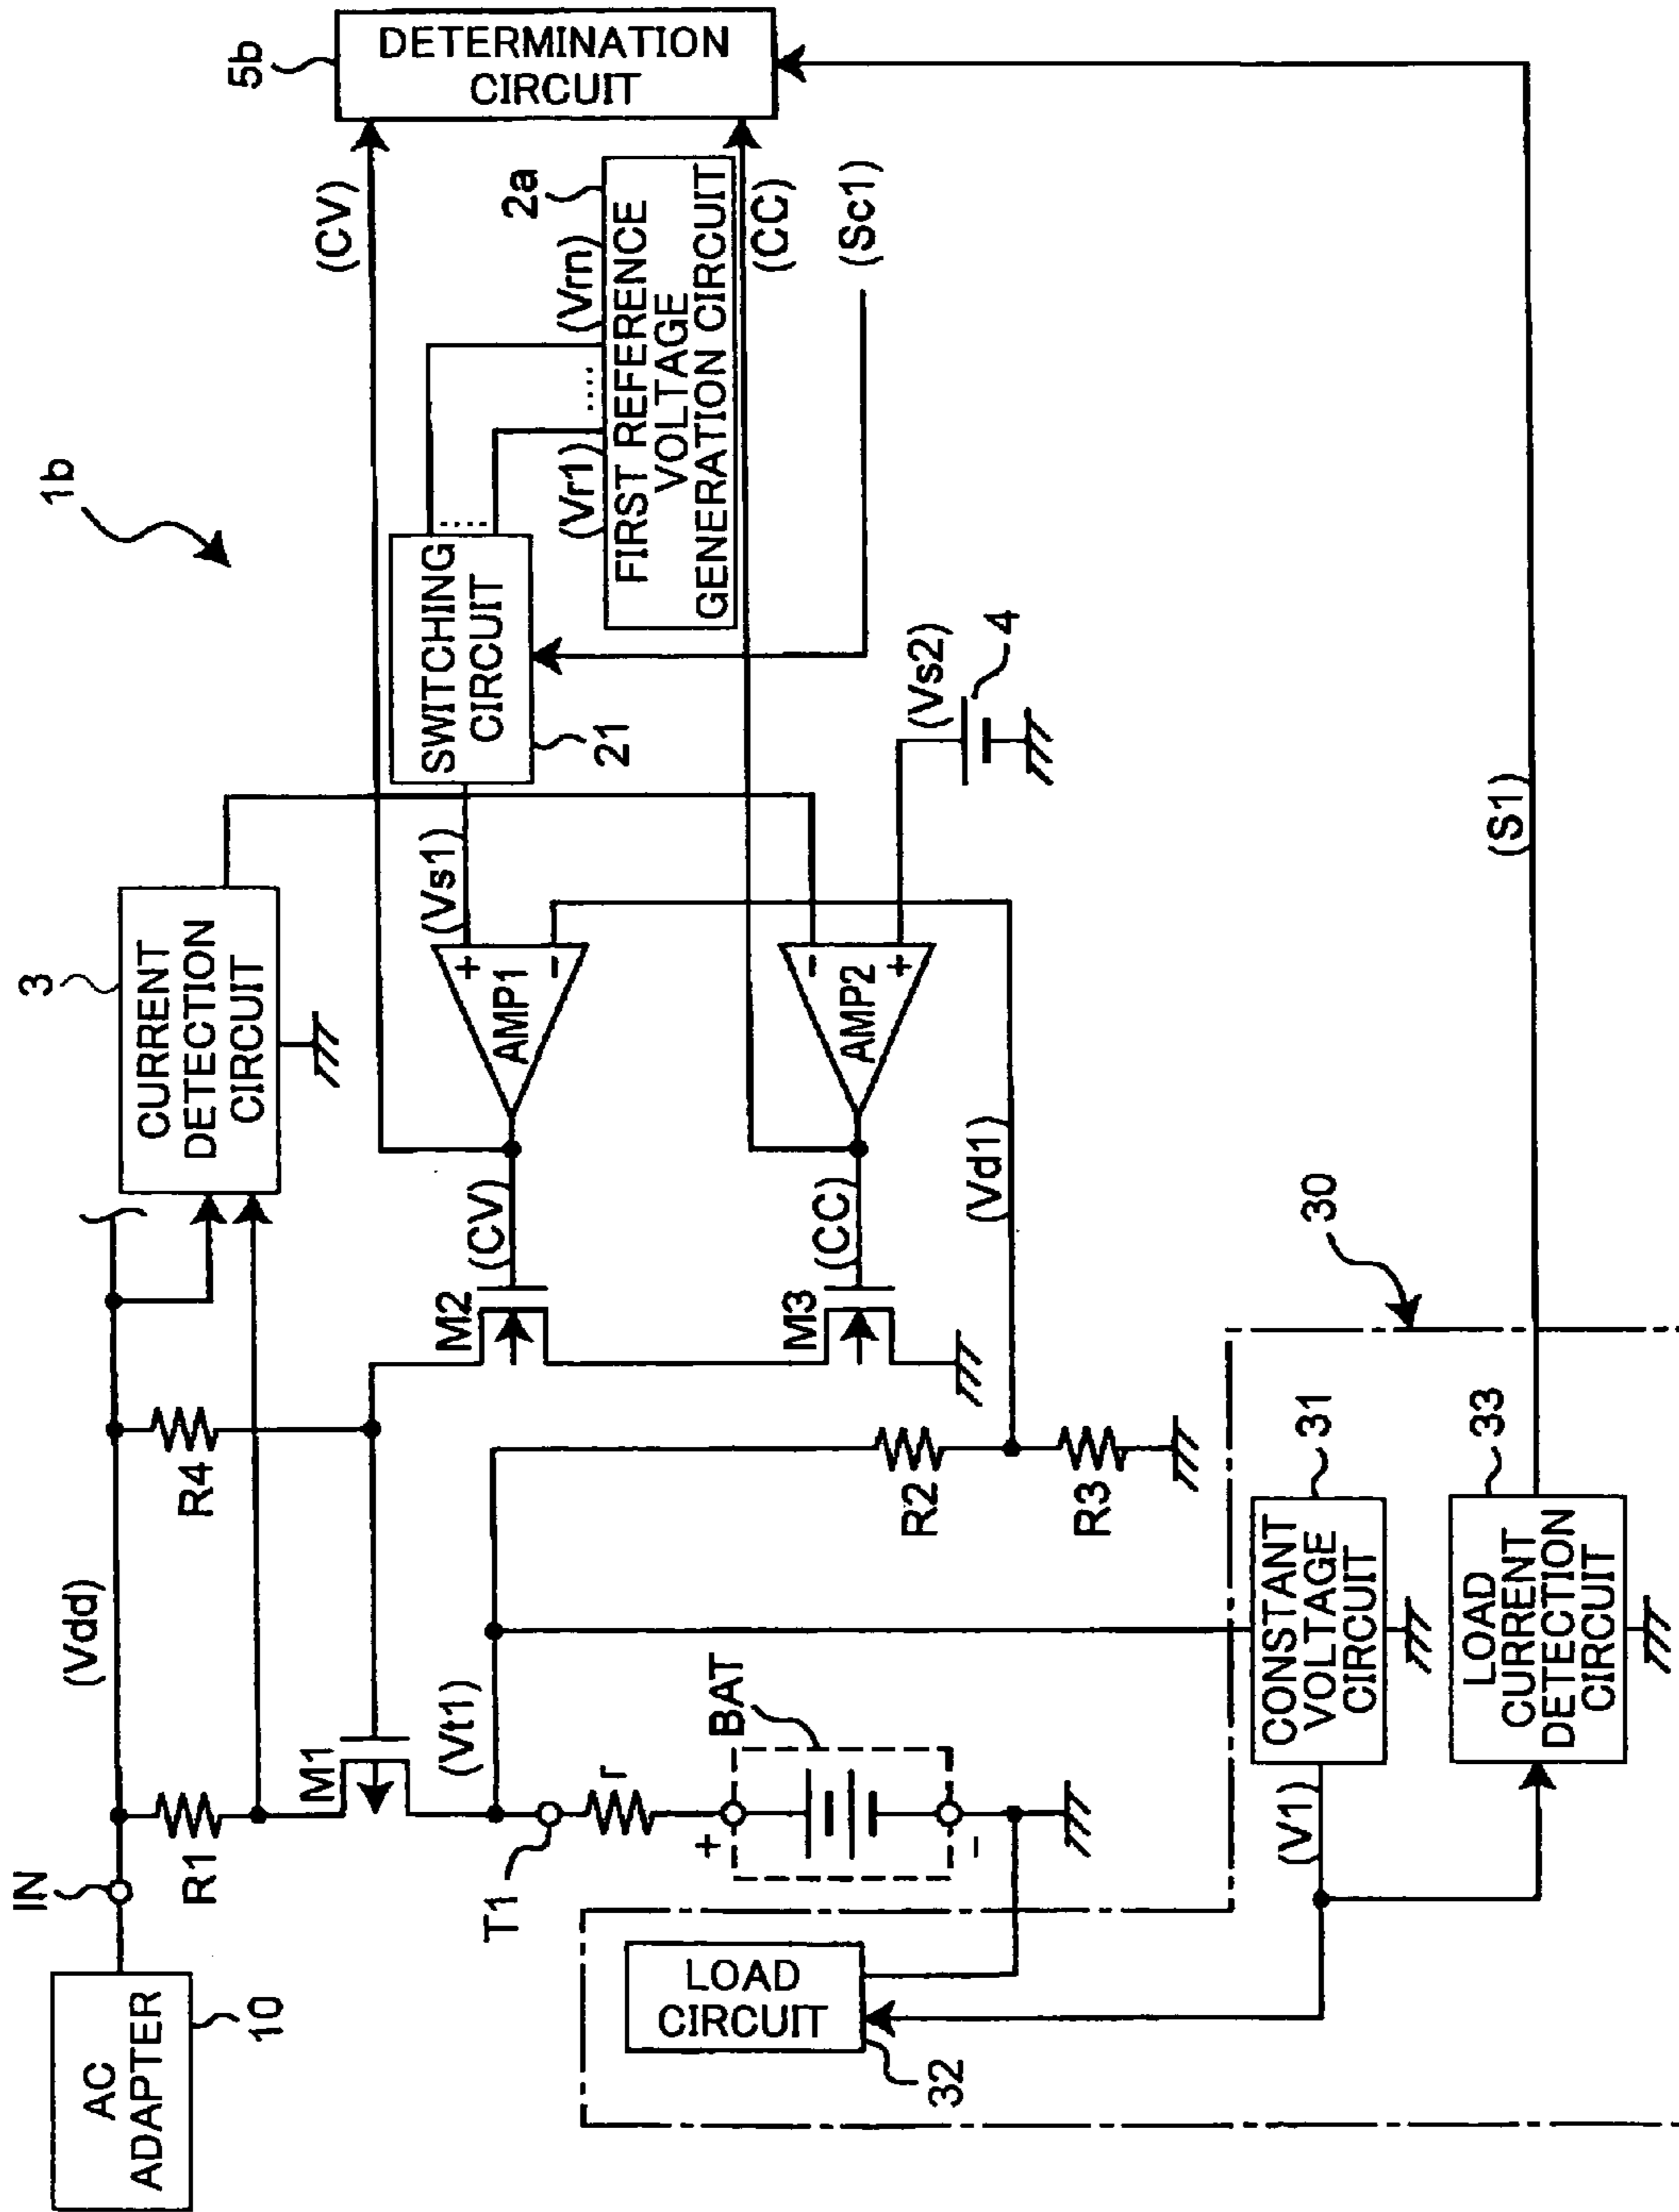 1b
AC
ADAPTER
10
IN
(Vdd)
R1
R4
M1
(Vt1)
T1
r
+
BAT
-
3
CURRENT
DETECTION
CIRCUIT
M2
(CV)
M3
(CC)
AMP1
+
-
AMP2
-
+
(Vs1)
(Vd1)
R2
R3
SWITCHING
CIRCUIT
21
(Vs2)
4
(Vr1)
....
(Vrn)
....
2a
FIRST REFERENCE
VOLTAGE
GENERATION CIRCUIT
(CV)
(CC)
(Sc1)
5b
DETERMINATION
CIRCUIT
LOAD
CIRCUIT
32
30
CONSTANT
VOLTAGE
CIRCUIT
31
(V1)
LOAD
CURRENT
DETECTION
CIRCUIT
33
(S1)